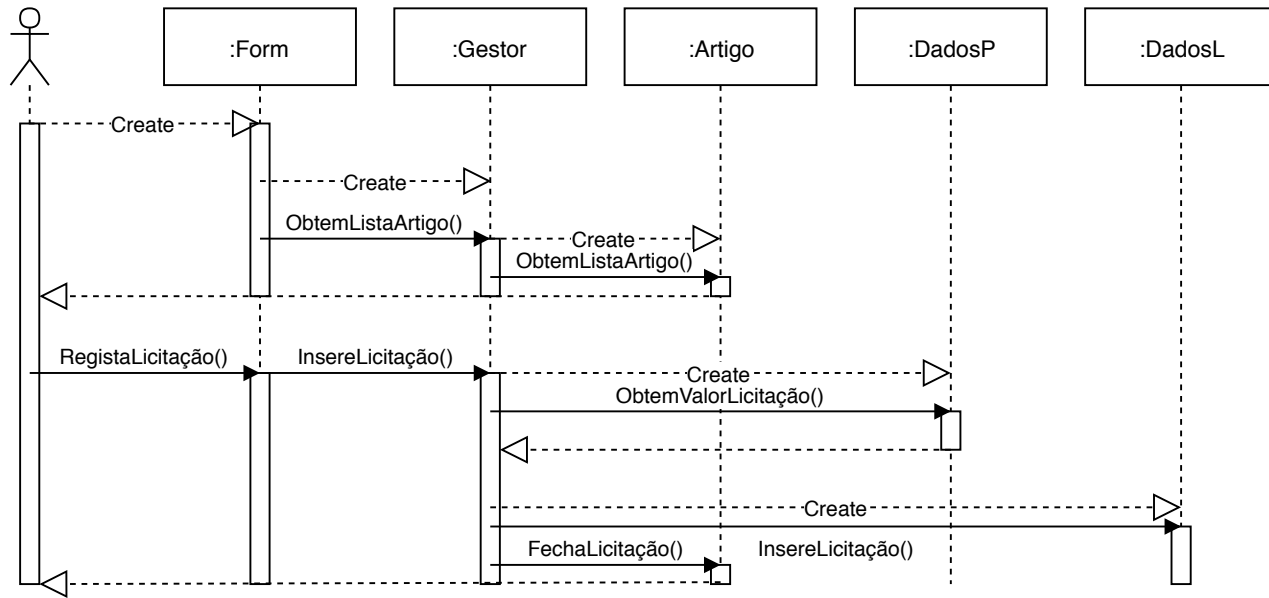 :Form
:Gestor
:Artigo
:DadosP
:DadosL
Create
Create
ObtemListaArtigo()
Create
ObtemListaArtigo()
RegistaLicitação()
InsereLicitação()
Create
ObtemValorLicitação()
Create
FechaLicitação()
InsereLicitação()